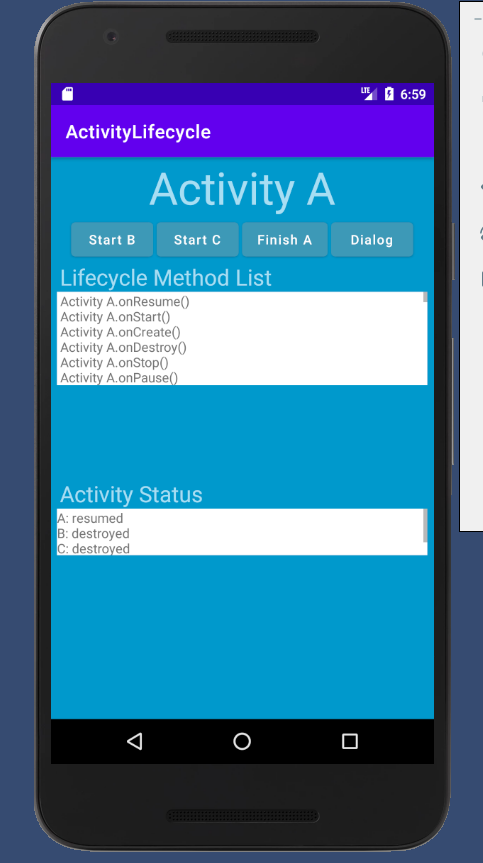 LTE 6:59
ActivityLifecycle
Activity A
Start B Start C Finish A Dialog
Lifecycle Method List
Activity A.onResume()
Activity A.onStart()
Activity A.onCreate()
Activity A.onDestroy()
Activity A.onStop()
Activity A.onPause()
Activity Status
A: resumed
B: destroyed
C: destroyed